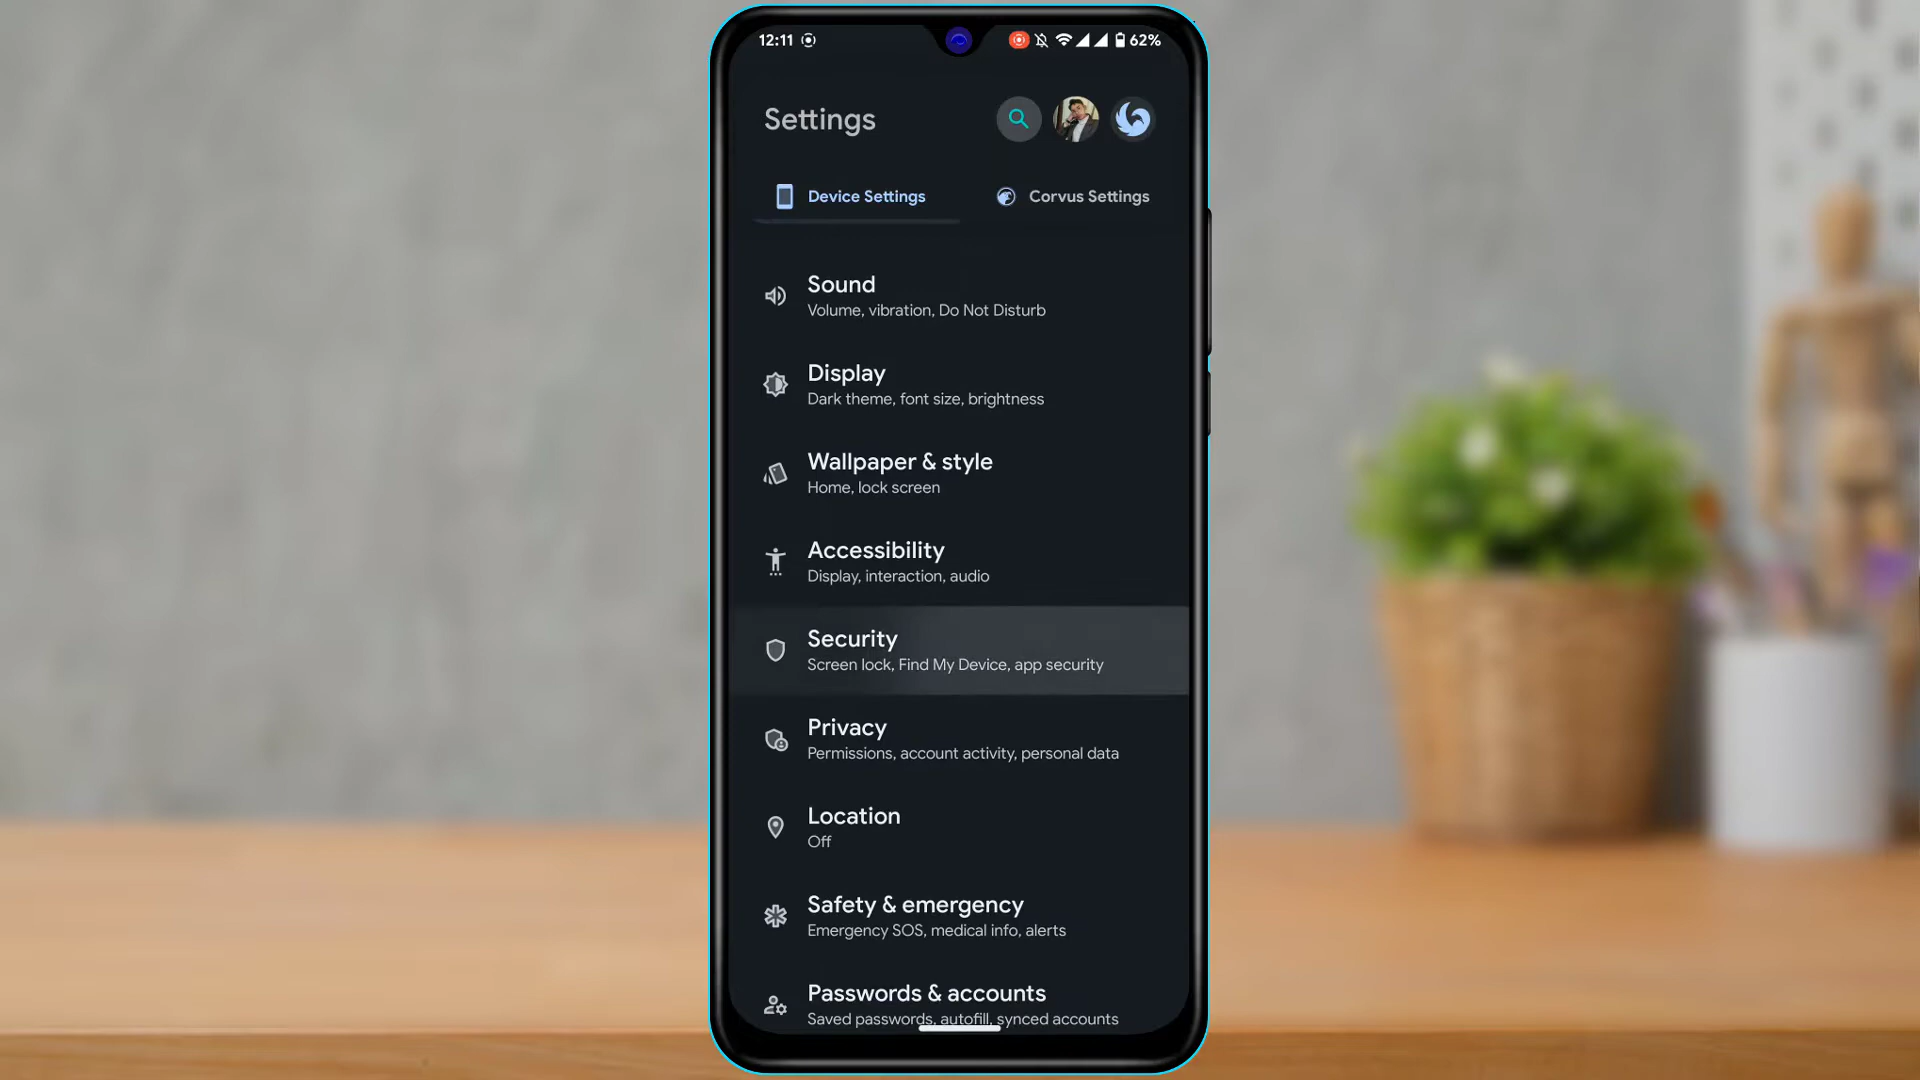 12:11
62%
Settings
Device Settings
Corvus Settings
Sound
Volume, vibration, Do Not Disturb
Display
Dark theme, font size, brightness
Wallpaper & style
Home, lock screen
Accessibility
Display, interaction, audio
Security
Screen lock, Find My Device, app security
Privacy
Permissions, account activity, personal data
Location
Off
Safety & emergency
Emergency SOS, medical info, alerts
Passwords & accounts
Saved passwords, autofill, synced accounts